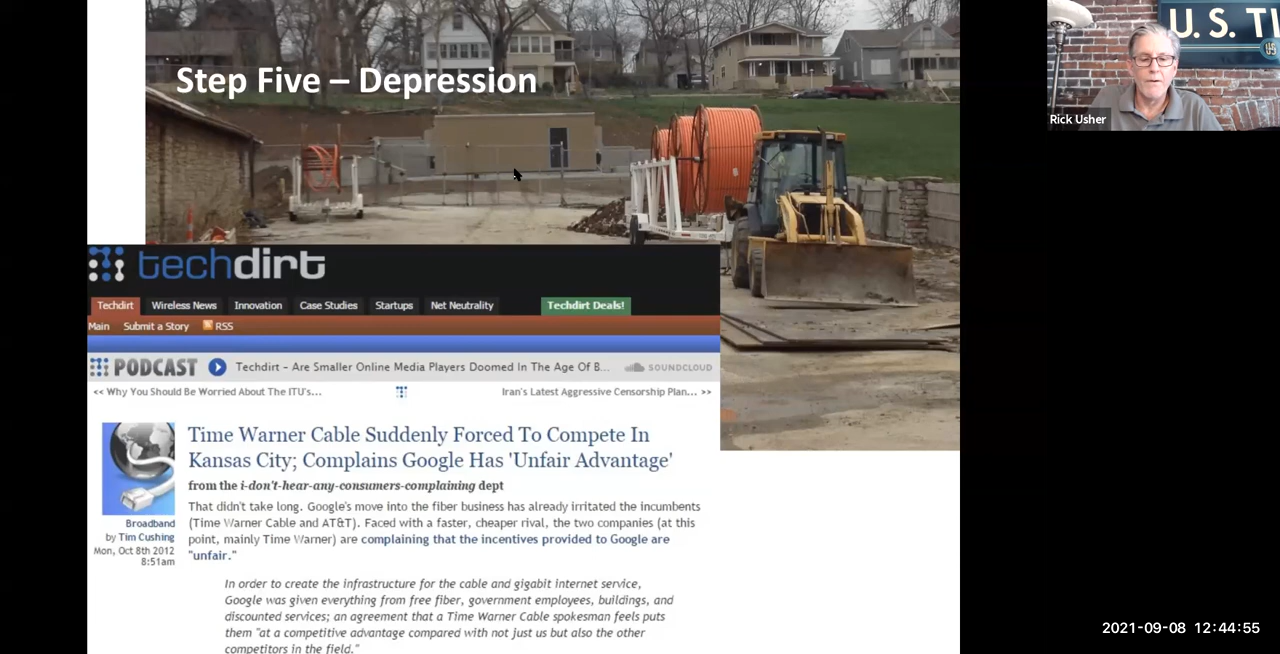 Step Five – Depression
U.S. TI
Rick Usher
techdirt
Techdirt Wireless News Innovation Case Studies Startups Net Neutrality Techdirt Deals!
Main Submit a Story RSS
PODCAST Techdirt - Are Smaller Online Media Players Doomed In The Age Of B... SOUNDCLOUD
<< Why You Should Be Worried About The ITU's... Iran's Latest Aggressive Censorship Plan... >>
Time Warner Cable Suddenly Forced To Compete In
Kansas City; Complains Google Has 'Unfair Advantage'
from the i-don't-hear-any-consumers-complaining dept
That didn't take long. Google's move into the fiber business has already irritated the incumbents
(Time Warner Cable and AT&T). Faced with a faster, cheaper rival, the two companies (at this
point, mainly Time Warner) are complaining that the incentives provided to Google are
"unfair."
Broadband
by Tim Cushing
Mon, Oct 8th 2012
8:51am
In order to create the infrastructure for the cable and gigabit internet service,
Google was given everything from free fiber, government employees, buildings, and
discounted services; an agreement that a Time Warner Cable spokesman feels puts
them "at a competitive advantage compared with not just us but also the other
competitors in the field."
2021-09-08 12:44:55